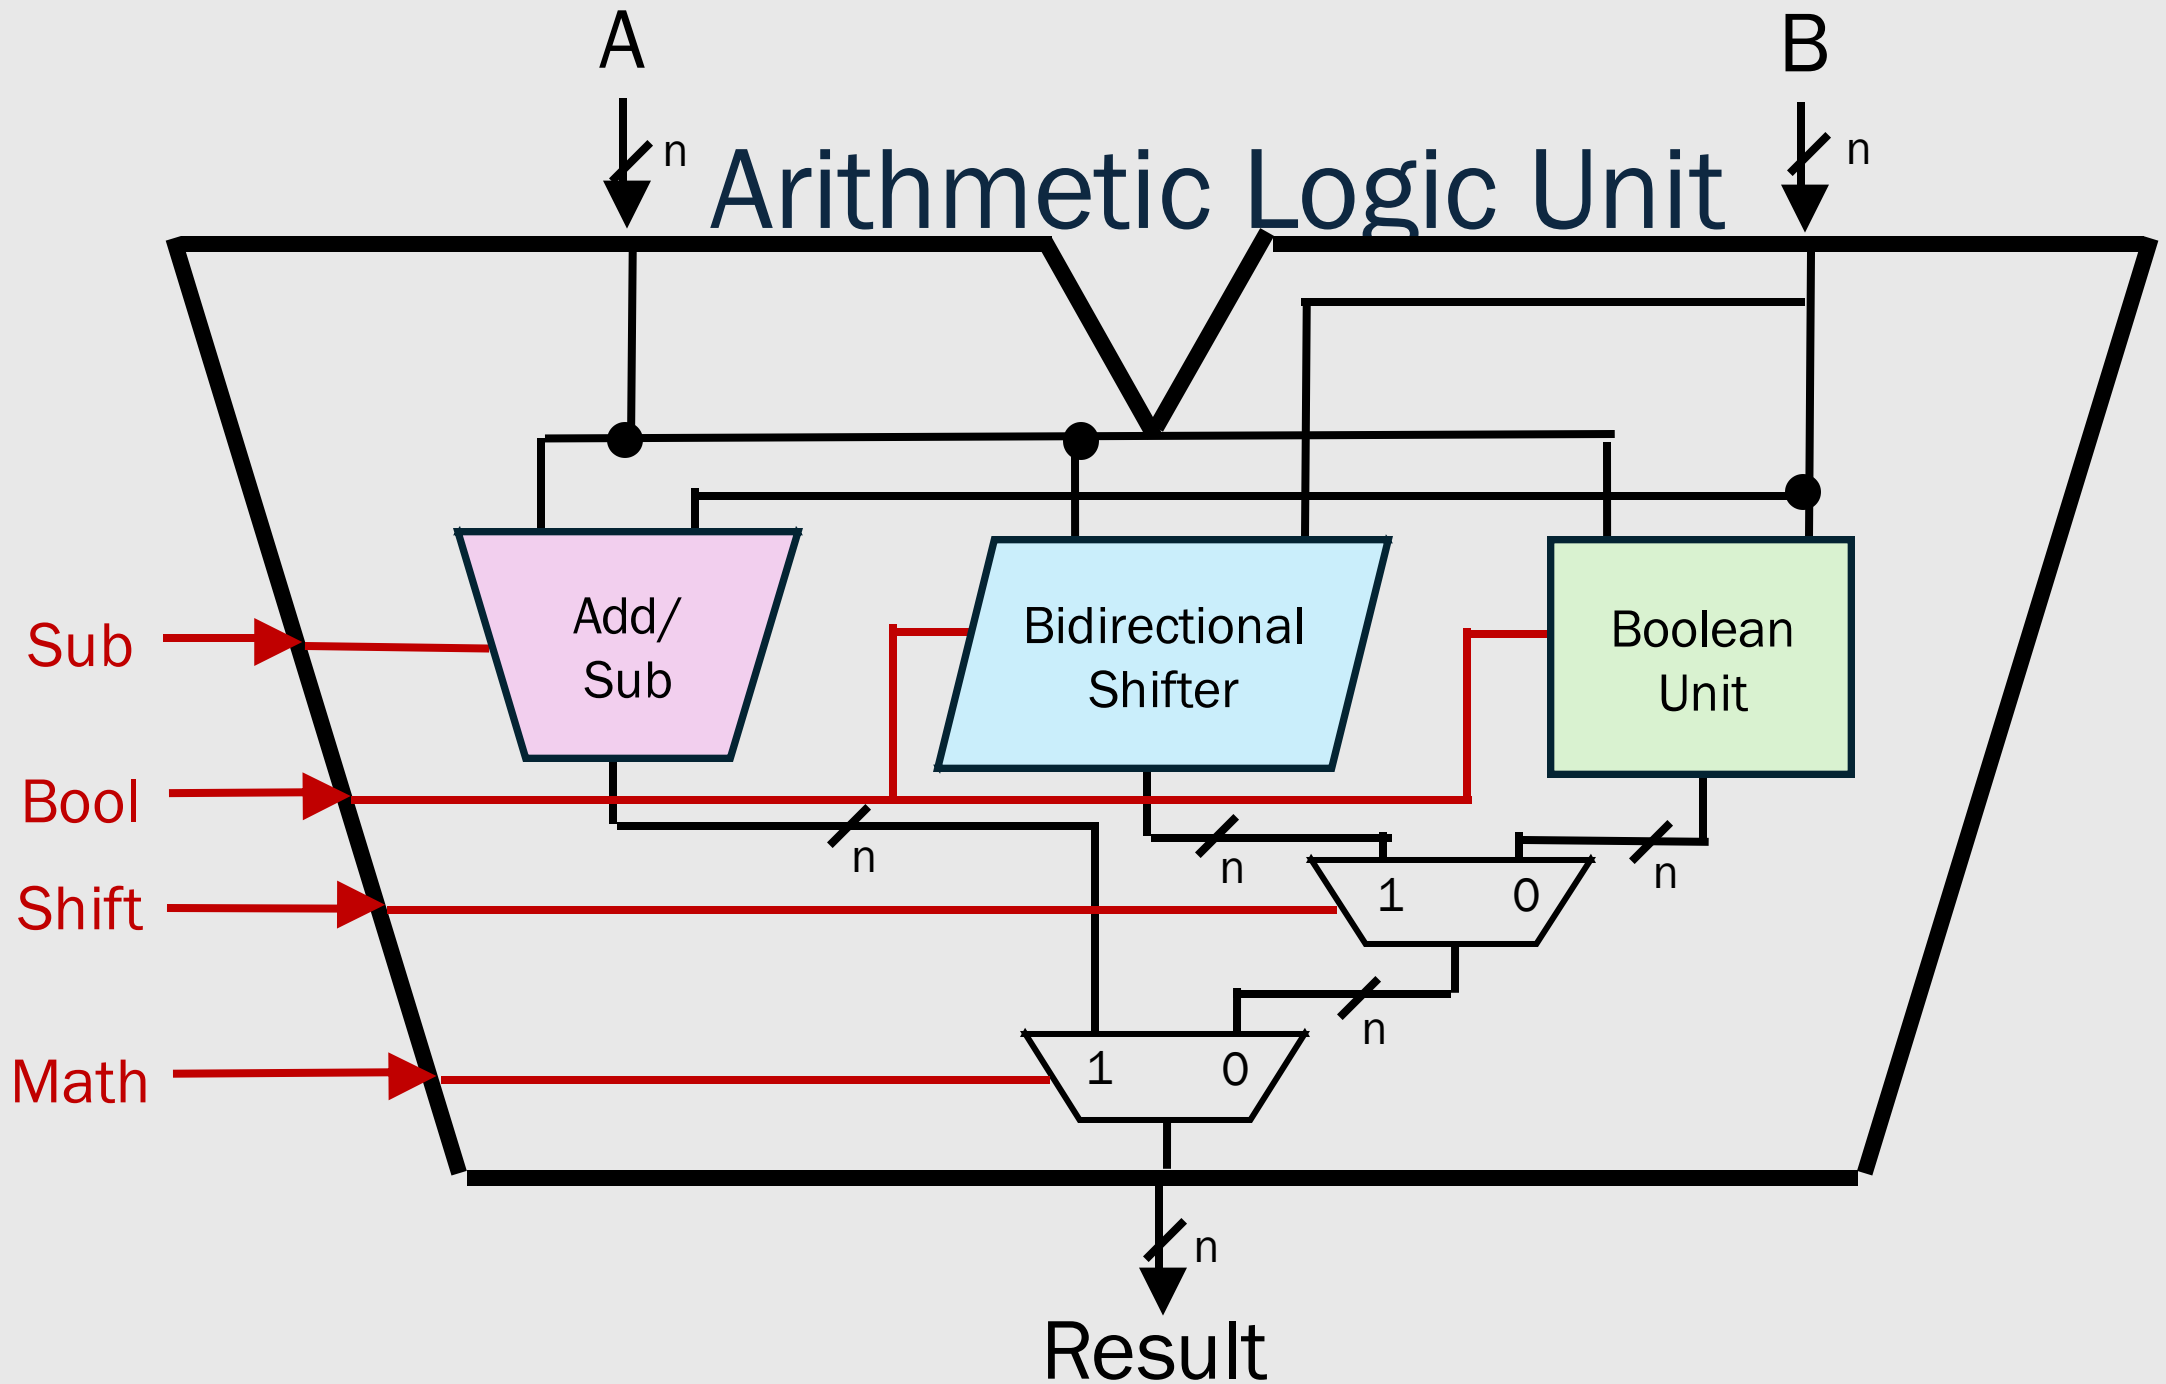 A
B
n
n
Arithmetic Logic Unit
Add/
Sub
Bidirectional
Shifter
Boolean
Unit
Sub
Bool
n
n
n
1
0
Shift
n
1
0
Math
n
Result